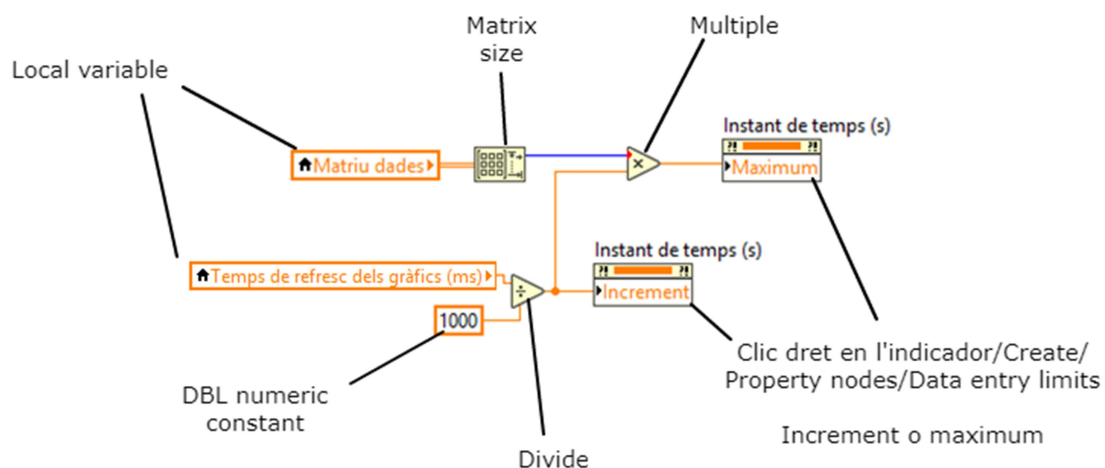 Matrix
size
Multiple
Local variable
Instant de temps (s)
Matriu dades
×
Maximum
Instant de temps (s)
Temps de refresc dels gràfics (ms)
÷
Increment
1000
Clic dret en l'indicador/Create/
Property nodes/Data entry limits
DBL numeric
constant
Increment o maximum
Divide